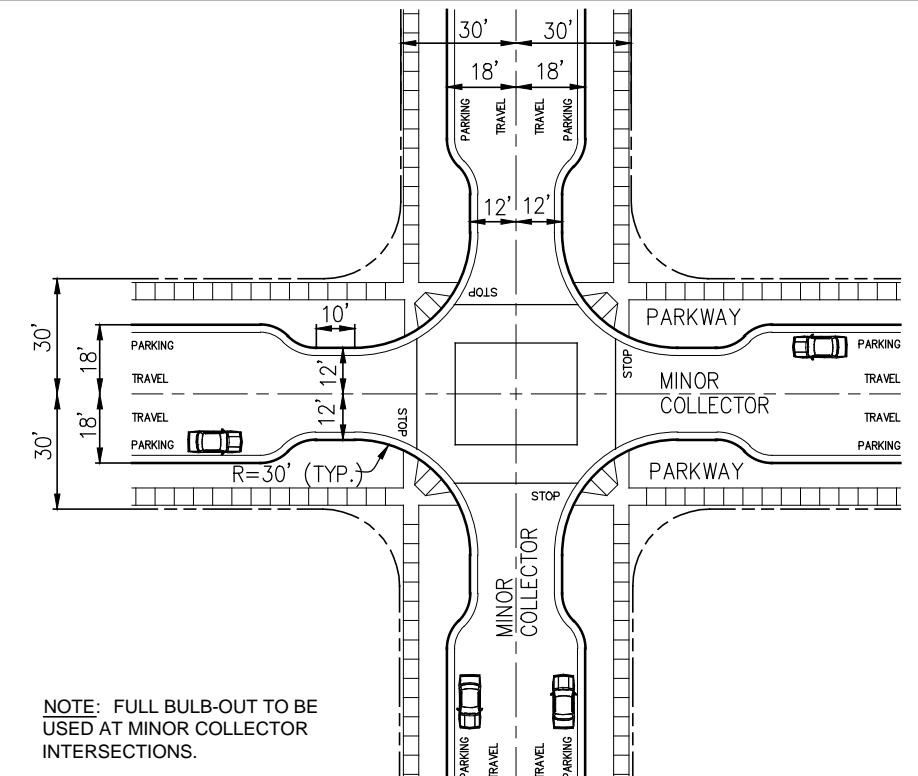 30' 30'
18' 18'
PARKING TRAVEL TRAVEL PARKING
12' 12'
STOP
10'
PARKWAY
30'
18'
PARKING
12'
STOP
PARKING
TRAVEL
MINOR
COLLECTOR
TRAVEL
30'
18'
TRAVEL
PARKING
12'
STOP
TRAVEL
PARKING
R=30' (TYP.)
PARKWAY
STOP
MINOR
COLLECTOR
NOTE: FULL BULB-OUT TO BE
USED AT MINOR COLLECTOR
INTERSECTIONS.
PARKING TRAVEL TRAVEL PARKING